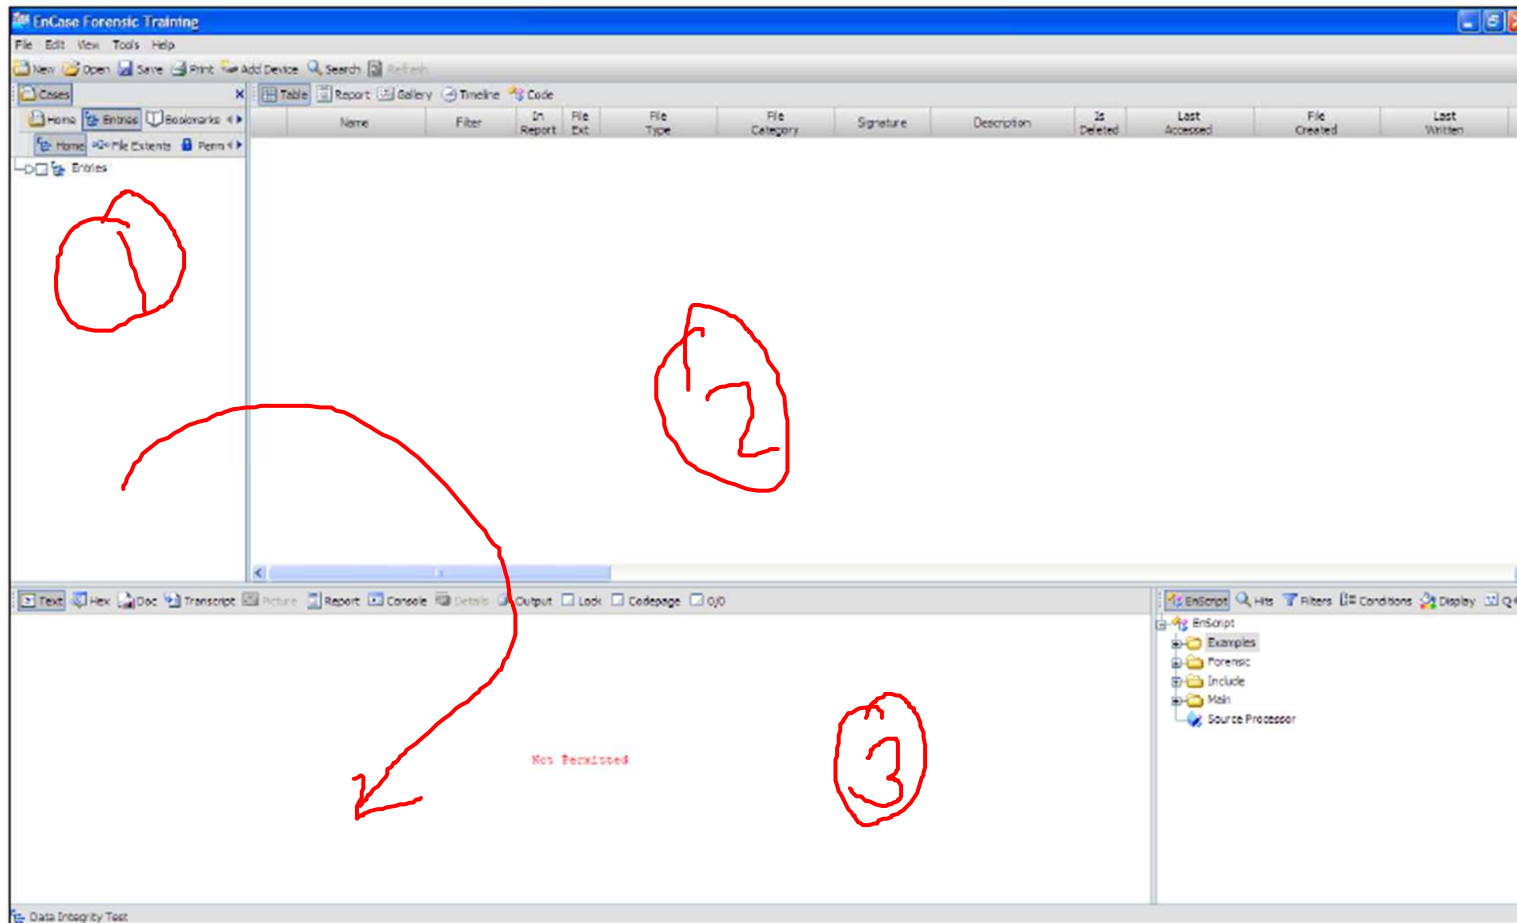 EnCase Forensic Training
File Edit View Tools Help
New Open Save Print Add Device Search Refresh
Cases
Table Report Gallery Timeline Code
Home Entries Bookmarks
Name Filter In Report File Ext File Type File Category Signature Description Is Deleted Last Accessed File Created Last Written
Home File Extents Perm
Entries
1
2
Text Hex Doc Transcript Picture Report Console Details Output Lock Codepage 0/0
EnScript Hits Filters Conditions Display Q
EnScript
Examples
Forensic
Include
Main
Source Processor
Not Permitted
3
Data Integrity Test